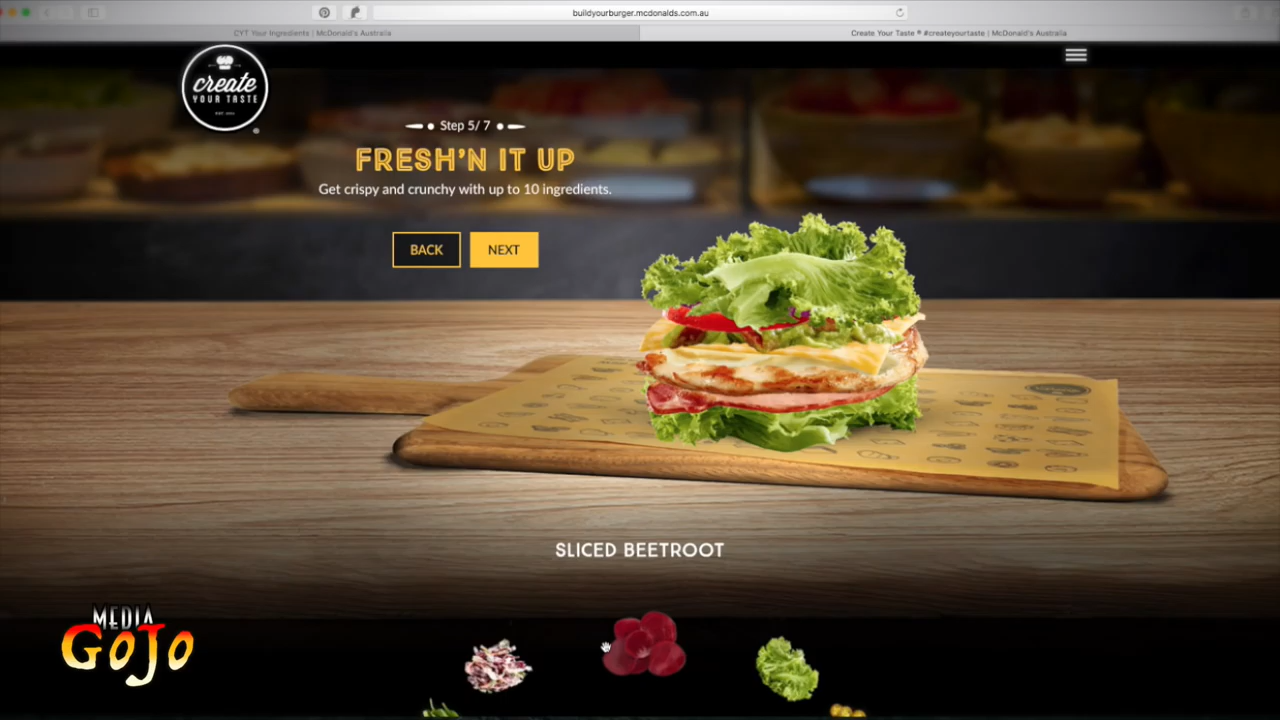 buildyourburger.mcdonalds.com.au
CYT Your Ingredients | McDonald's Australia
Create Your Taste ® #createyourtaste | McDonald's Australia
create
YOUR TASTE
Step 5/ 7
FRESH'N IT UP
Get crispy and crunchy with up to 10 ingredients.
BACK
NEXT
SLICED BEETROOT
MEDIA
GOJO